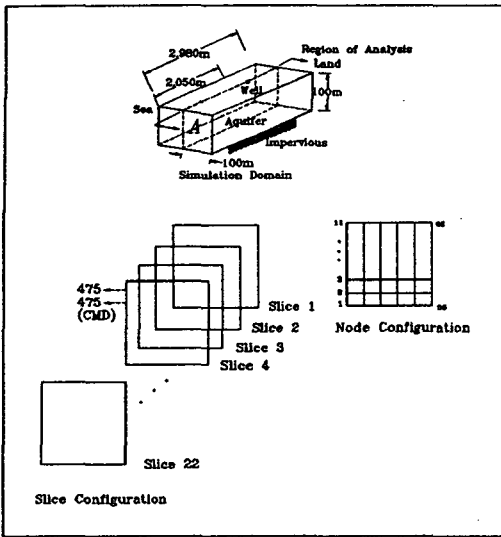 2,980m
Region of Analysis
Land
2,050m
Well
100m
Sea
A
Aquifer
Impervious
100m
Simulation Domain
475
475
(CMD)
Slice 1
Slice 2
Slice 3
Slice 4
Slice 22
Slice Configuration
11
3
2
1
Node Configuration